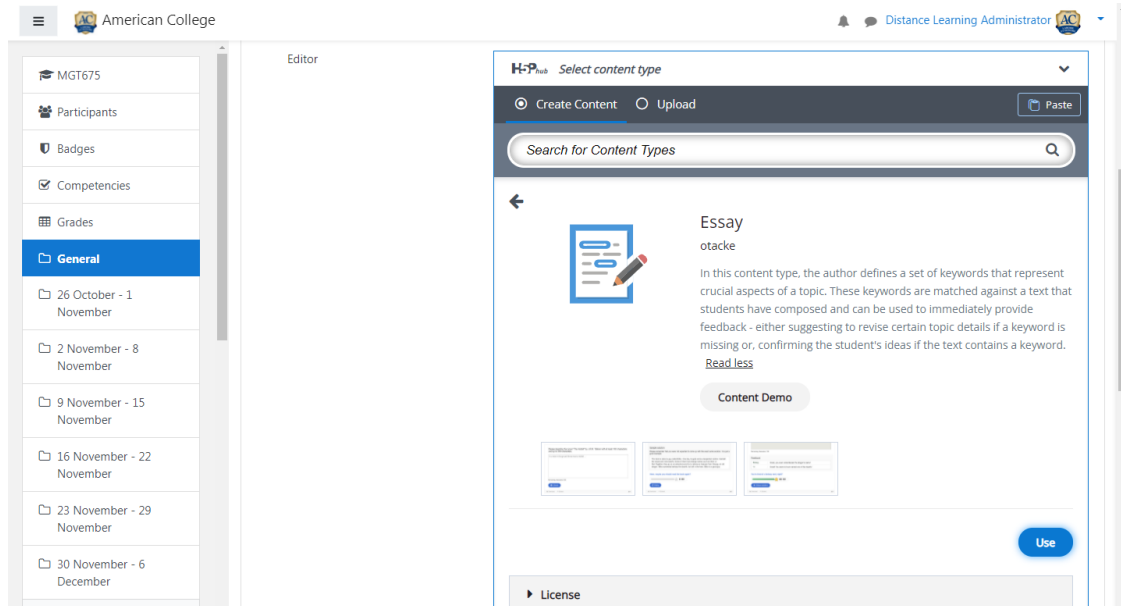 American College
Distance Learning Administrator
MGT675
Participants
Badges
Competencies
Grades
General
26 October - 1
November
2 November - 8
November
9 November - 15
November
16 November - 22
November
23 November - 29
November
30 November - 6
December
Editor
H5P hub Select content type
Create Content Upload Paste
Search for Content Types
Essay
otacke
In this content type, the author defines a set of keywords that represent
crucial aspects of a topic. These keywords are matched against a text that
students have composed and can be used to immediately provide
feedback - either suggesting to revise certain topic details if a keyword is
missing or, confirming the student's ideas if the text contains a keyword.
Read less
Content Demo
Use
License